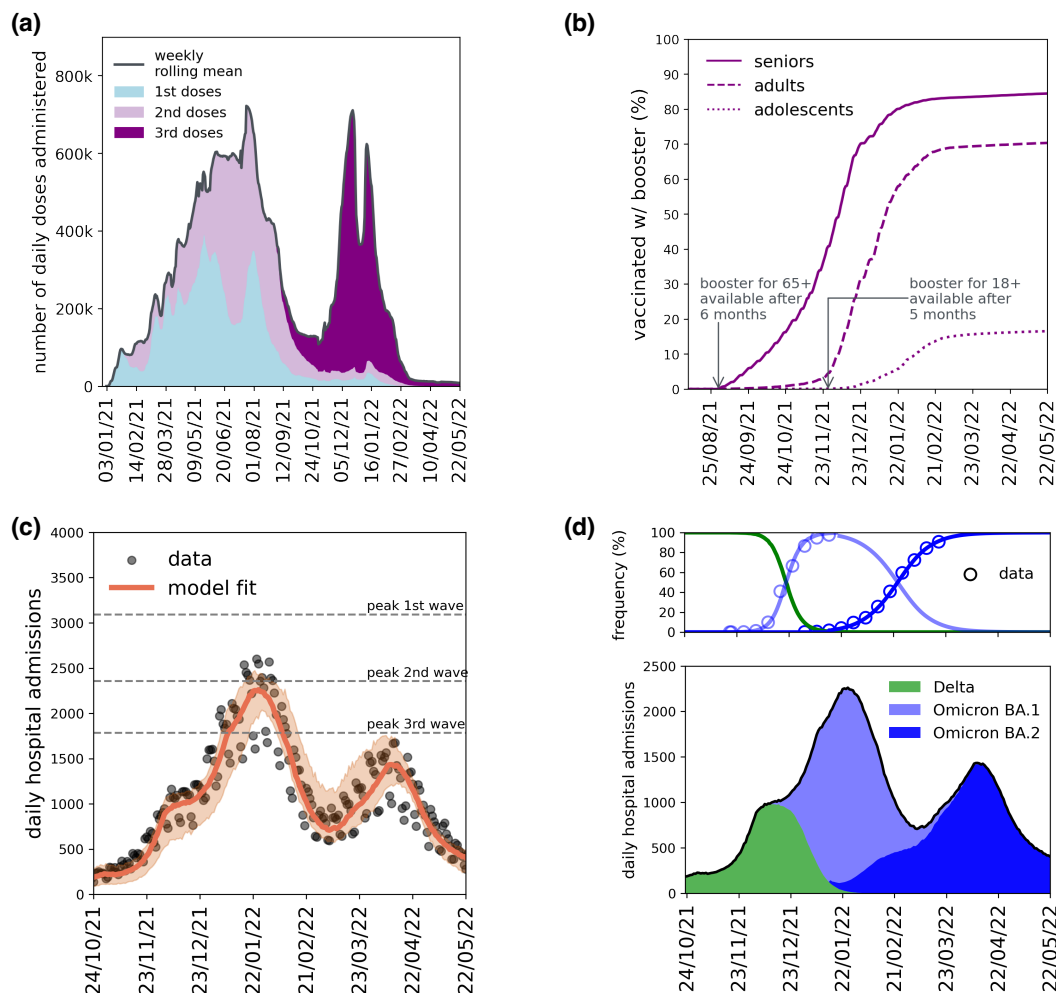 (a)
number of daily doses administered
800k
600k
400k
200k
0
weekly
rolling mean
1st doses
2nd doses
3rd doses
03/01/22
14/02/21
28/03/21
09/05/21
20/06/21
01/08/21
12/09/21
24/10/21
05/12/21
16/01/22
27/02/22
10/04/22
22/05/22
(b)
vaccinated w/ booster (%)
100
90
80
70
60
50
40
30
20
10
0
seniors
adults
adolescents
booster for 65+
available after
6 months
booster for 18+
available after
5 months
25/08/21
24/09/21
24/10/21
23/11/21
23/12/21
22/01/22
21/02/22
23/03/22
22/04/22
22/05/22
(c)
daily hospital admissions
4000
3500
3000
2500
2000
1500
1000
500
0
data
model fit
peak 1st wave
peak 2nd wave
peak 3rd wave
24/10/21
23/11/21
23/12/21
22/01/22
21/02/22
23/03/22
22/04/22
22/05/22
(d)
frequency (%)
100
80
60
40
20
0
data
daily hospital admissions
2500
2000
1500
1000
500
0
Delta
Omicron BA.1
Omicron BA.2
24/10/21
23/11/21
23/12/21
22/01/22
21/02/22
23/03/22
22/04/22
22/05/22